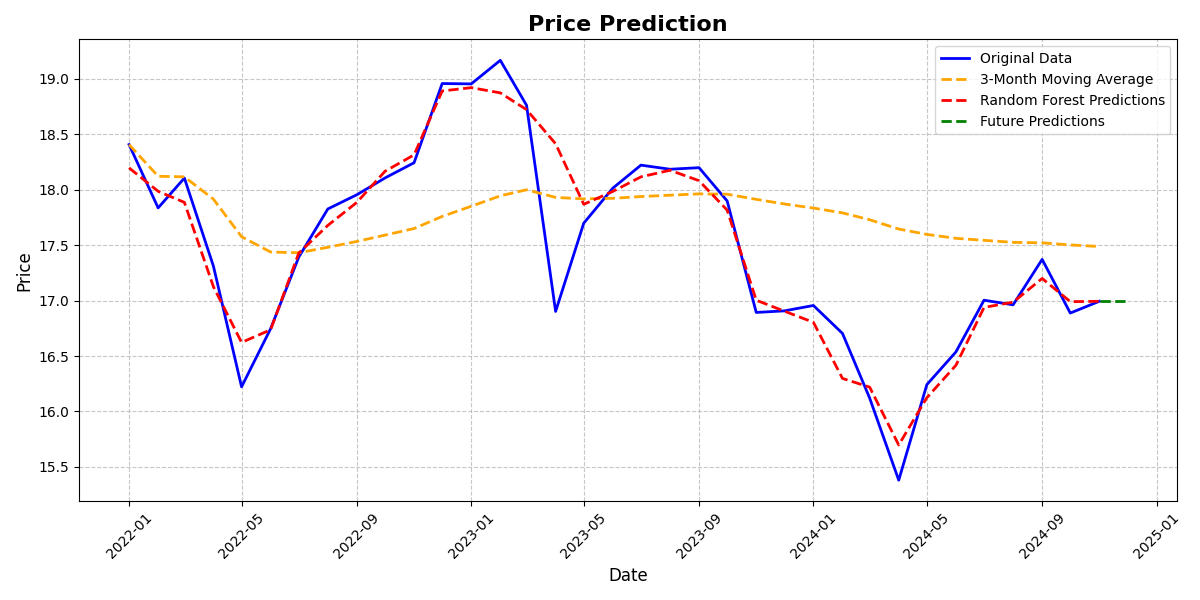 Price Prediction
Original Data
3-Month Moving Average
Random Forest Predictions
Future Predictions
Price
19.0
18.5
18.0
17.5
17.0
16.5
16.0
15.5
2022-01
2022-05
2022-09
2023-01
2023-05
2023-09
2024-01
2024-05
2024-09
2025-01
Date